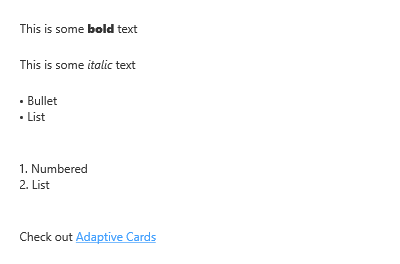 This is some bold text
This is some italic text
• Bullet
• List
1. Numbered
2. List
Check out Adaptive Cards